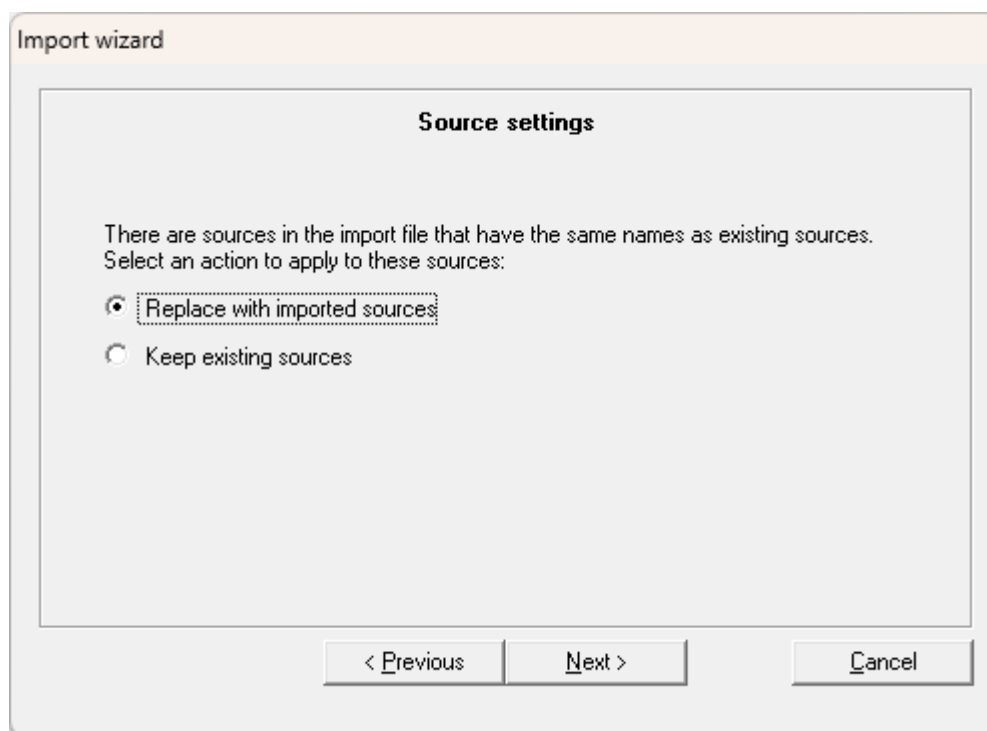 Import wizard
Source settings
There are sources in the import file that have the same names as existing sources.
Select an action to apply to these sources:
Replace with imported sources
Keep existing sources
< Previous
Next >
Cancel